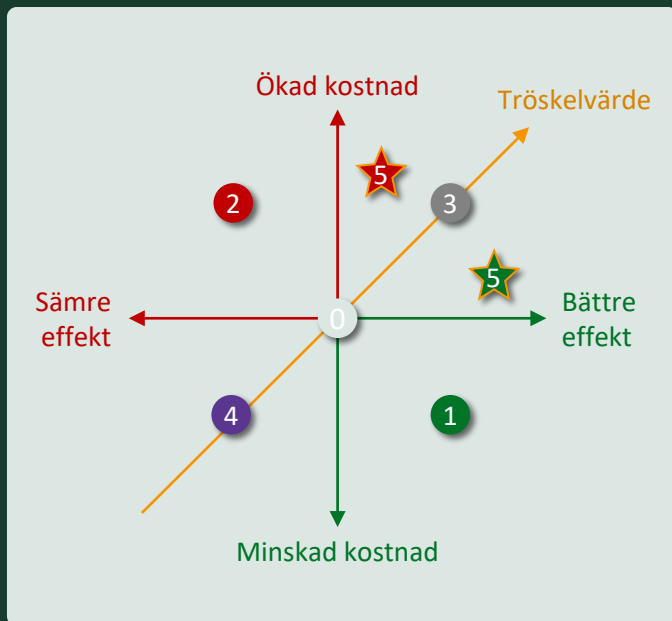 Ökad kostnad
Tröskelvärde
5
2
3
5
Sämre
effekt
0
Bättre
effekt
4
1
Minskad kostnad